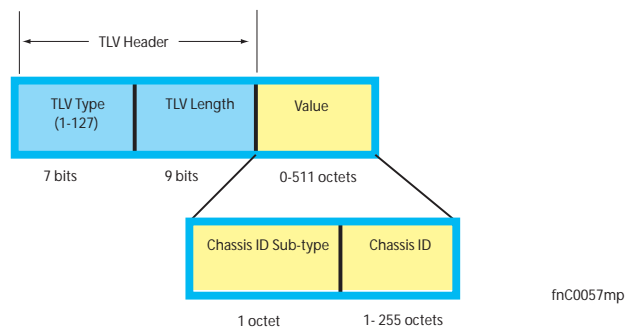 TLV Header
TLV Type
(1-127)
TLV Length
Value
7 bits
9 bits
0-511 octets
Chassis ID Sub-type
Chassis ID
1 octet
1- 255 octets
fnC0057mp